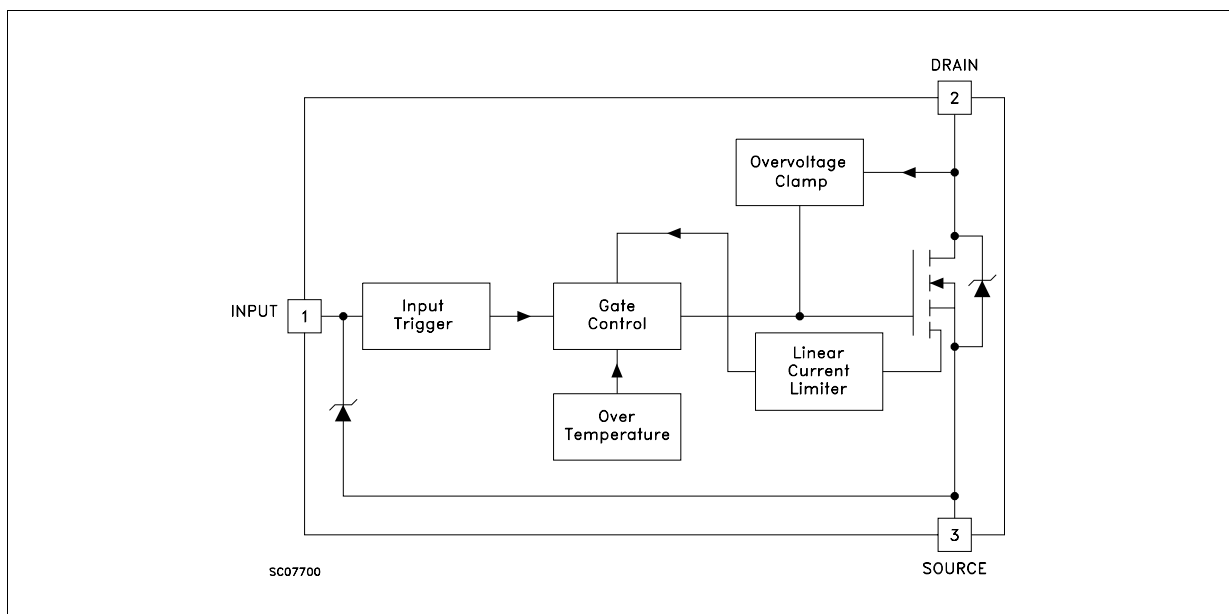 DRAIN
2
Overvoltage
Clamp
INPUT
1
Input
Trigger
Gate
Control
Linear
Current
Limiter
Over
Temperature
3
SOURCE
SC07700